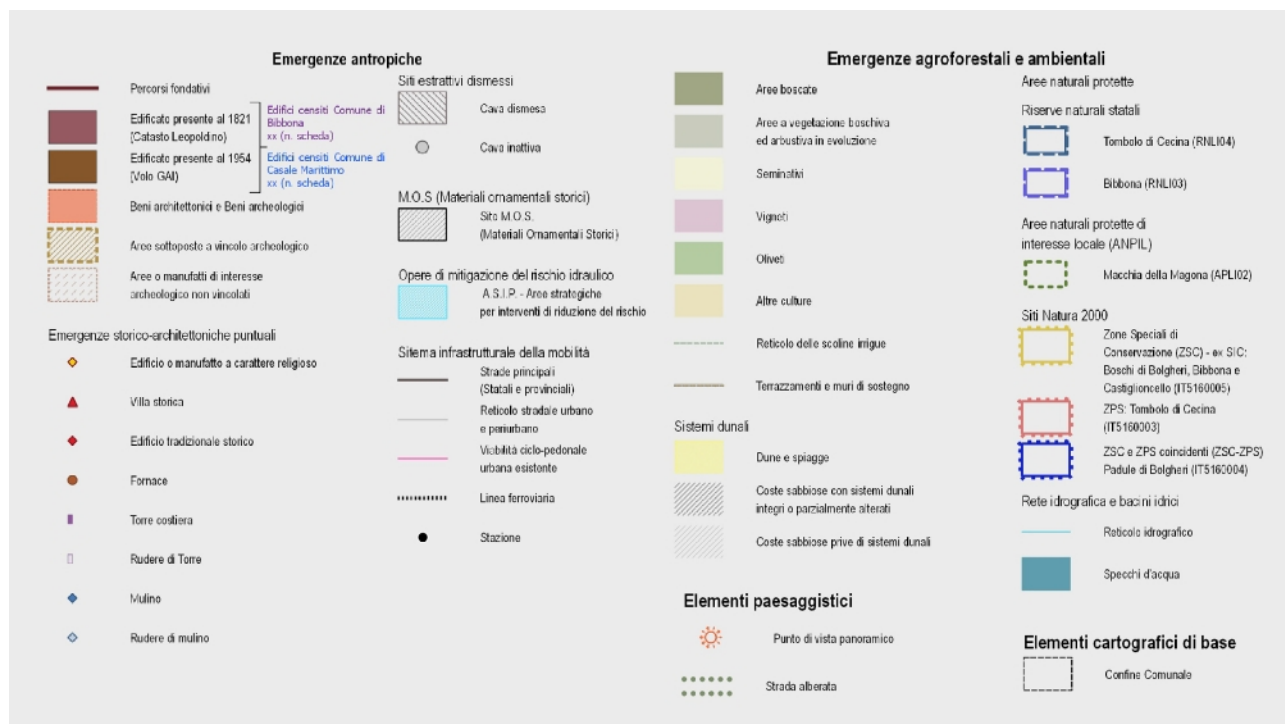 Emergenze antropiche
Percorsi fondativi
Edificato presente al 1821
(Catasto Leopoldino)
Edificato presente al 1954
(Volo GAI)
Edifici censiti Comune di
Bibbona
xx (n. scheda)
Edifici censiti Comune di
Casale Marittimo
xx (n. scheda)
Beni architettonici e Beni archeologici
Aree sottoposte a vincolo archeologico
Aree o manufatti di interesse
archeologico non vincolati
Emergenze storico-architettoniche puntuali
Edificio o manufatto a carattere religioso
Villa storica
Edificio tradizionale storico
Fornace
Torre costiera
Rudere di Torre
Mulino
Rudere di mulino
Siti estrattivi dismessi
Cava dismesa
Cava inattiva
M.O.S (Materiali ornamentali storici)
Sito M.O.S.
(Materiali Ornamentali Storici)
Opere di mitigazione del rischio idraulico
A.S.I.P. - Aree strategiche
per interventi di riduzione del rischio
Sitema infrastrutturale della mobilità
Strade principali
(Statali e provinciali)
Reticolo stradale urbano
e periurbano
Viabilità ciclo-pedonale
urbana esistente
Linea ferroviaria
Stazione
Emergenze agroforestali e ambientali
Aree boscate
Aree a vegetazione boschiva
ed arbustiva in evoluzione
Seminativi
Vigneti
Oliveti
Altre culture
Reticolo delle scoline irrigue
Terrazzamenti e muri di sostegno
Sistemi dunali
Dune e spiagge
Coste sabbiose con sistemi dunali
integri o parzialmente alterati
Coste sabbiose prive di sistemi dunali
Elementi paesaggistici
Punto di vista panoramico
Strada alberata
Aree naturali protette
Riserve naturali statali
Tombolo di Cecina (RNLI04)
Bibbona (RNLI03)
Aree naturali protette di
interesse locale (ANPIL)
Macchia della Magona (APLI02)
Siti Natura 2000
Zone Speciali di
Conservazione (ZSC) - ex SIC:
Boschi di Bolgheri, Bibbona e
Castiglioncello (IT5160005)
ZPS: Tombolo di Cecina
(IT5160003)
ZSC e ZPS coincidenti (ZSC-ZPS)
Padule di Bolgheri (IT5160004)
Rete idrografica e bacini idrici
Reticolo idrografico
Specchi d'acqua
Elementi cartografici di base
Confine Comunale